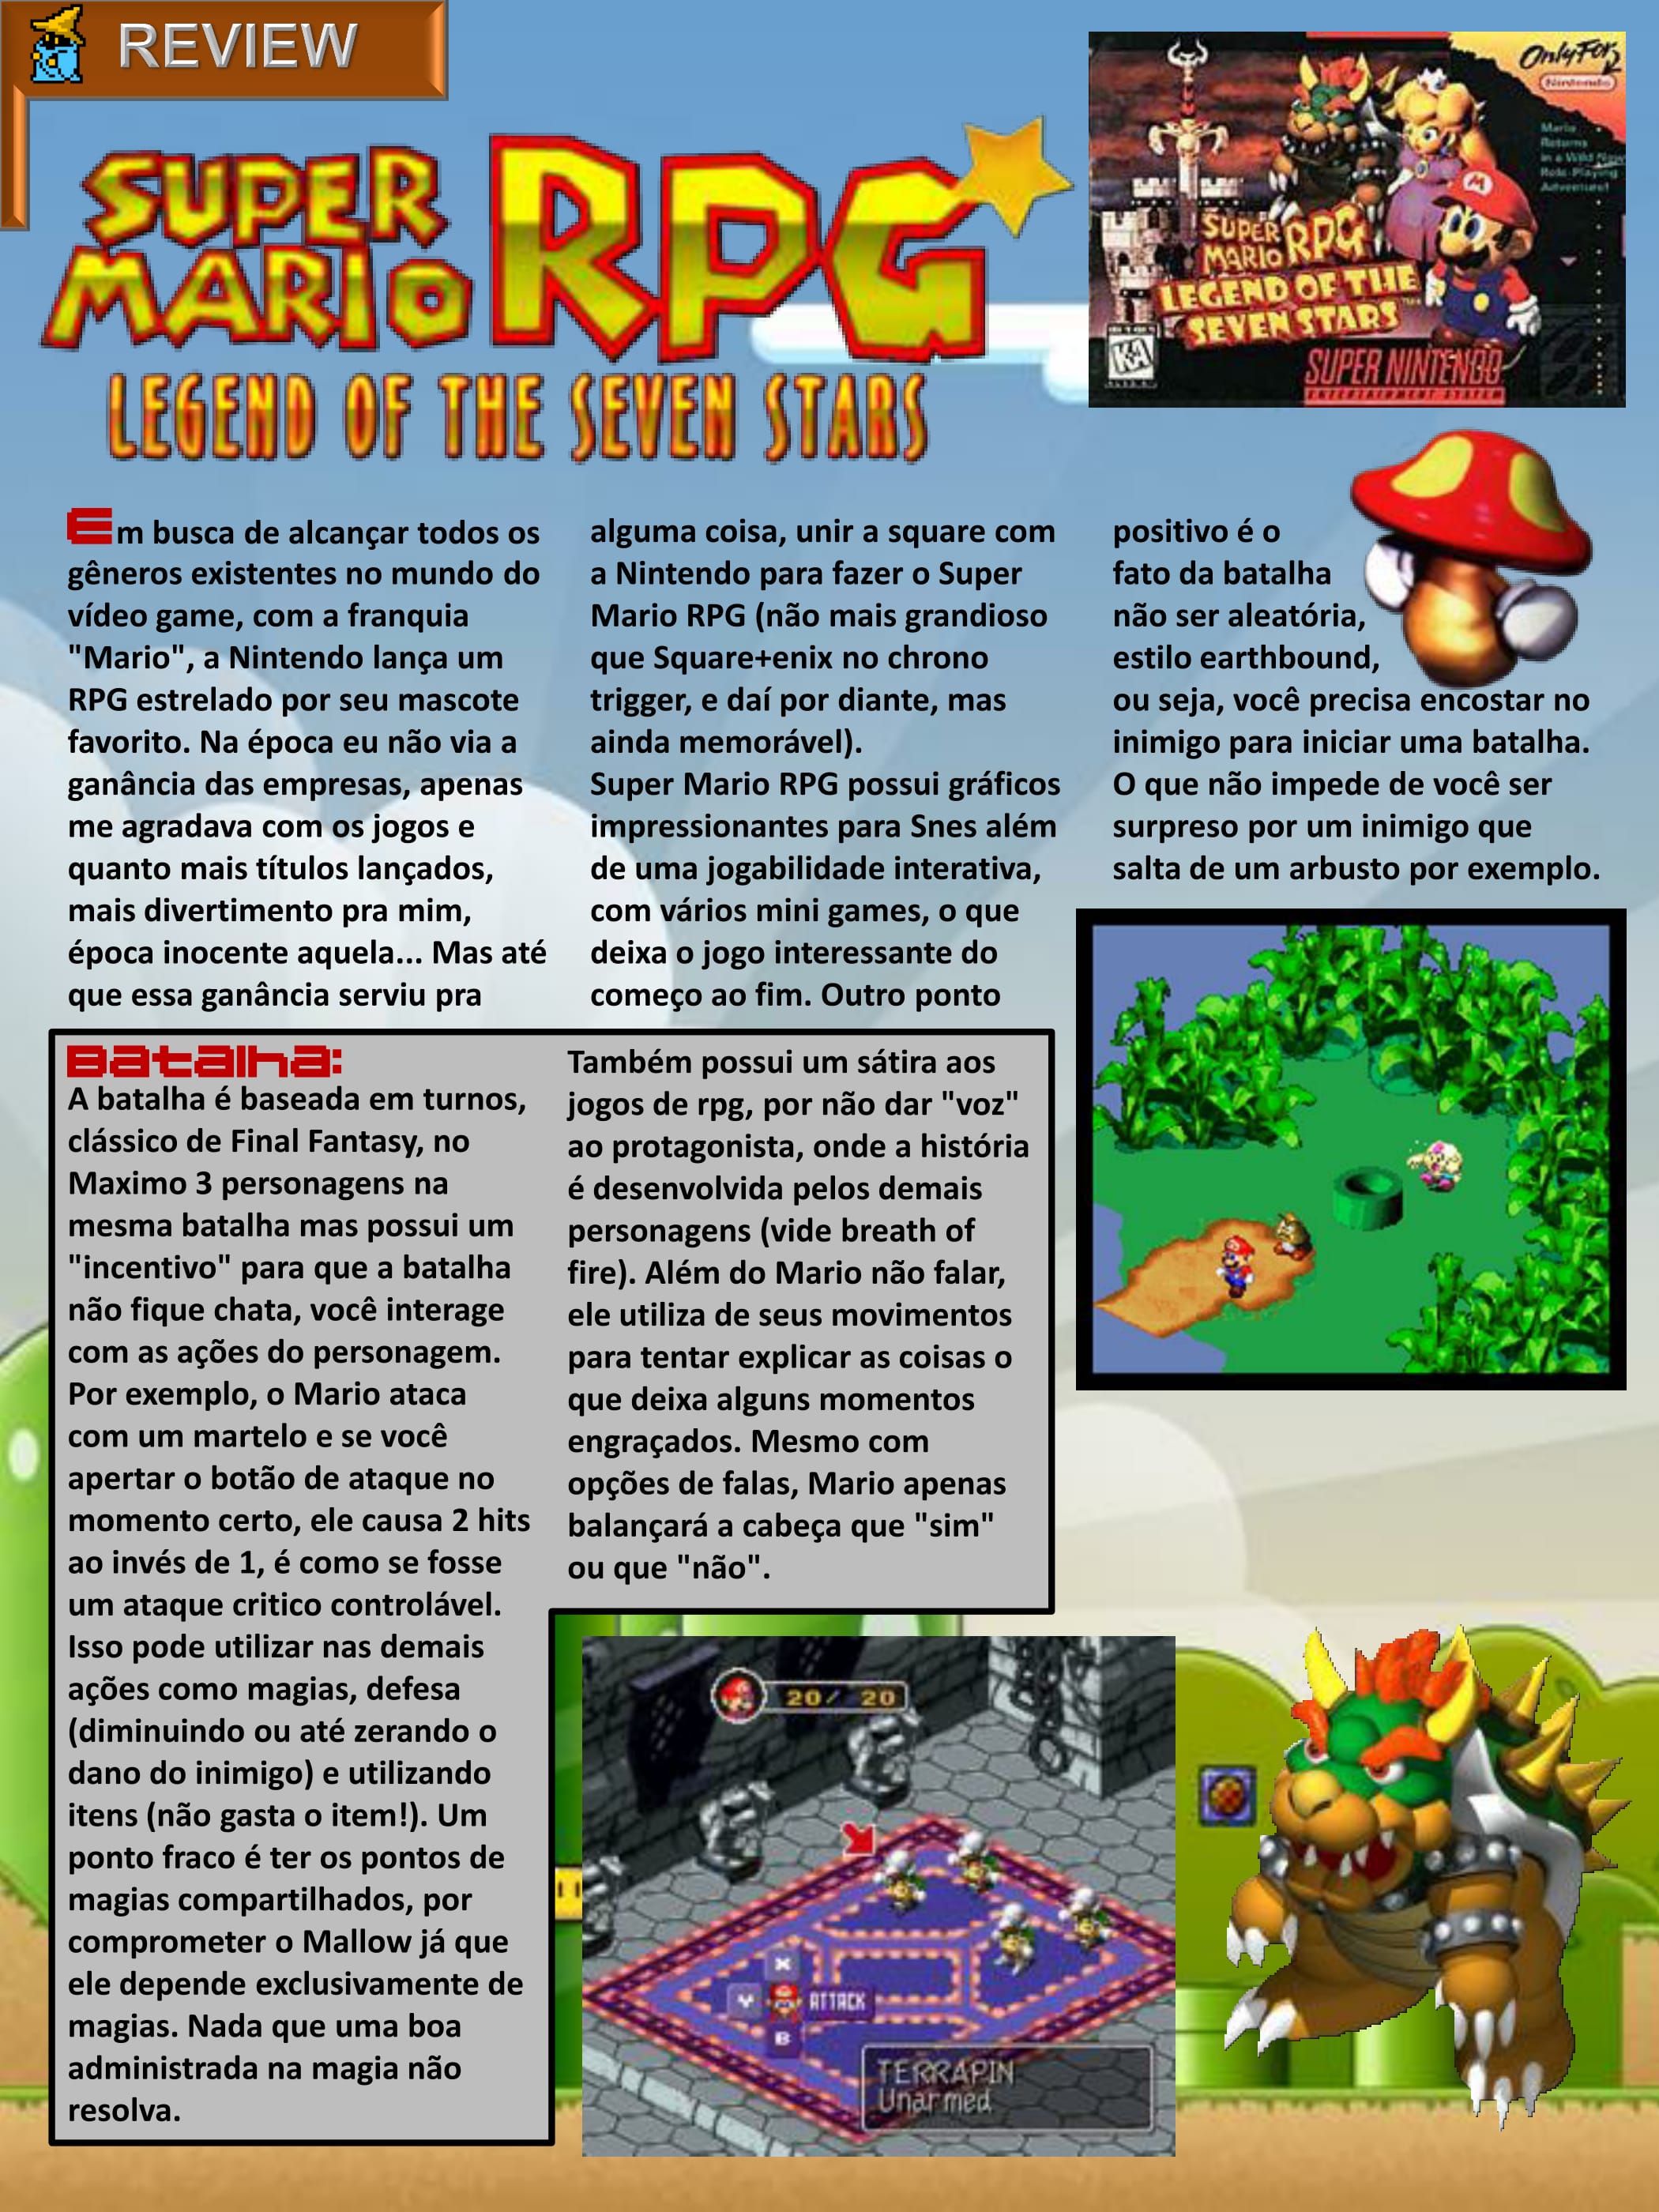 REVIEW
SUPER
MARIO RPG
LEGEND OF THE SEVEN STARS
Only For
Nintendo
Mario
Returns
in a Wild New
Role-Playing
Adventure!
SUPER
MARIO RPG
LEGEND OF THE
SEVEN STARS
TM
K-A
SUPER NINTENDO
ENTERTAINMENT SYSTEM
Em busca de alcançar todos os
gêneros existentes no mundo do
vídeo game, com a franquia
"Mario", a Nintendo lança um
RPG estrelado por seu mascote
favorito. Na época eu não via a
ganância das empresas, apenas
me agradava com os jogos e
quanto mais títulos lançados,
mais divertimento pra mim,
época inocente aquela... Mas até
que essa ganância serviu pra
alguma coisa, unir a square com
a Nintendo para fazer o Super
Mario RPG (não mais grandioso
que Square+enix no chrono
trigger, e daí por diante, mas
ainda memorável).
Super Mario RPG possui gráficos
impressionantes para Snes além
de uma jogabilidade interativa,
com vários mini games, o que
deixa o jogo interessante do
começo ao fim. Outro ponto
positivo é o
fato da batalha
não ser aleatória,
estilo earthbound,
ou seja, você precisa encostar no
inimigo para iniciar uma batalha.
O que não impede de você ser
surpreso por um inimigo que
salta de um arbusto por exemplo.
Batalha:
A batalha é baseada em turnos,
clássico de Final Fantasy, no
Maximo 3 personagens na
mesma batalha mas possui um
"incentivo" para que a batalha
não fique chata, você interage
com as ações do personagem.
Por exemplo, o Mario ataca
com um martelo e se você
apertar o botão de ataque no
momento certo, ele causa 2 hits
ao invés de 1, é como se fosse
um ataque critico controlável.
Isso pode utilizar nas demais
ações como magias, defesa
(diminuindo ou até zerando o
dano do inimigo) e utilizando
itens (não gasta o item!). Um
ponto fraco é ter os pontos de
magias compartilhados, por
comprometer o Mallow já que
ele depende exclusivamente de
magias. Nada que uma boa
administrada na magia não
resolva.
Também possui um sátira aos
jogos de rpg, por não dar "voz"
ao protagonista, onde a história
é desenvolvida pelos demais
personagens (vide breath of
fire). Além do Mario não falar,
ele utiliza de seus movimentos
para tentar explicar as coisas o
que deixa alguns momentos
engraçados. Mesmo com
opções de falas, Mario apenas
balançará a cabeça que "sim"
ou que "não".
20/ 20
X
Y
ATTACK
B
TERRAPIN
Unarmed